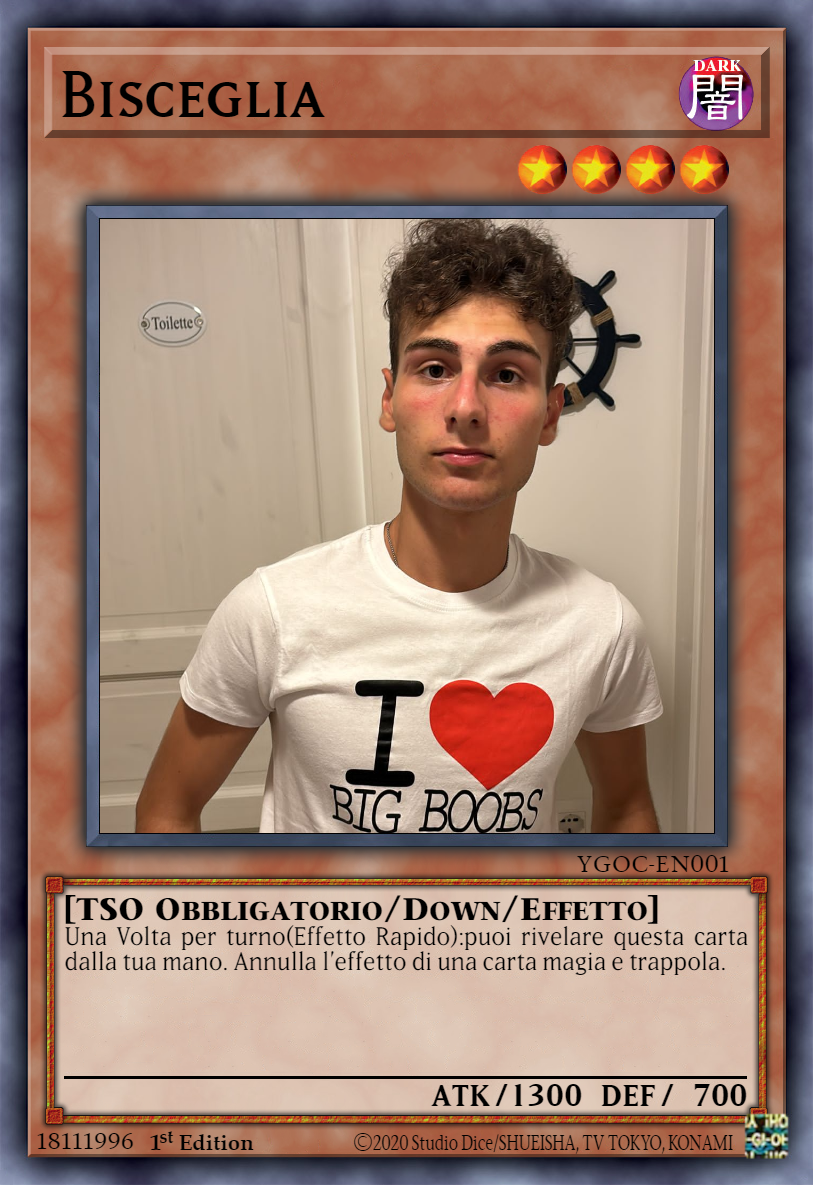 Bisceglia
DARK
闇
Toilette
I
BIG BOOBS
YGOC-EN001
[TSO Obbligatorio/Down/Effetto]
Una Volta per turno(Effetto Rapido):puoi rivelare questa carta
dalla tua mano. Annulla l'effetto di una carta magia e trappola.
ATK/1300 DEF/ 700
18111996 1st Edition ©2020 Studio Dice/SHUEISHA, TV TOKYO, KONAMI